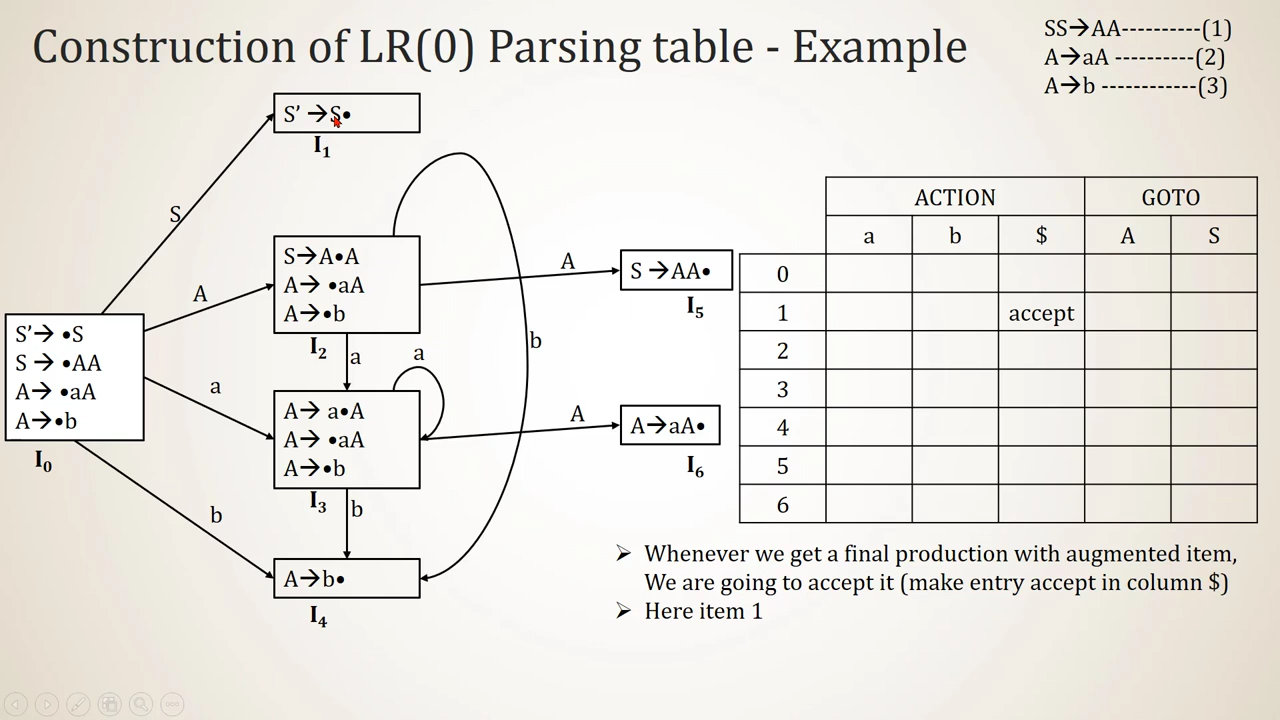 Construction of LR(0) Parsing table - Example
SS→AA----------(1)
A→aA ----------(2)
A→b ------------(3)
S' →S•
I₁
S
S→A•A
A→ •aA
A→•b
I₂
A
A
S →AA•
I₅
S'→ •S
S → •AA
A→ •aA
A→•b
I₀
a
a
a
b
A→ a•A
A→ •aA
A→•b
I₃
A
A→aA•
I₆
b
b
A→b•
I₄
ACTION GOTO
a b $ A S
0
1 accept
2
3
4
5
6
➢ Whenever we get a final production with augmented item,
We are going to accept it (make entry accept in column $)
➢ Here item 1